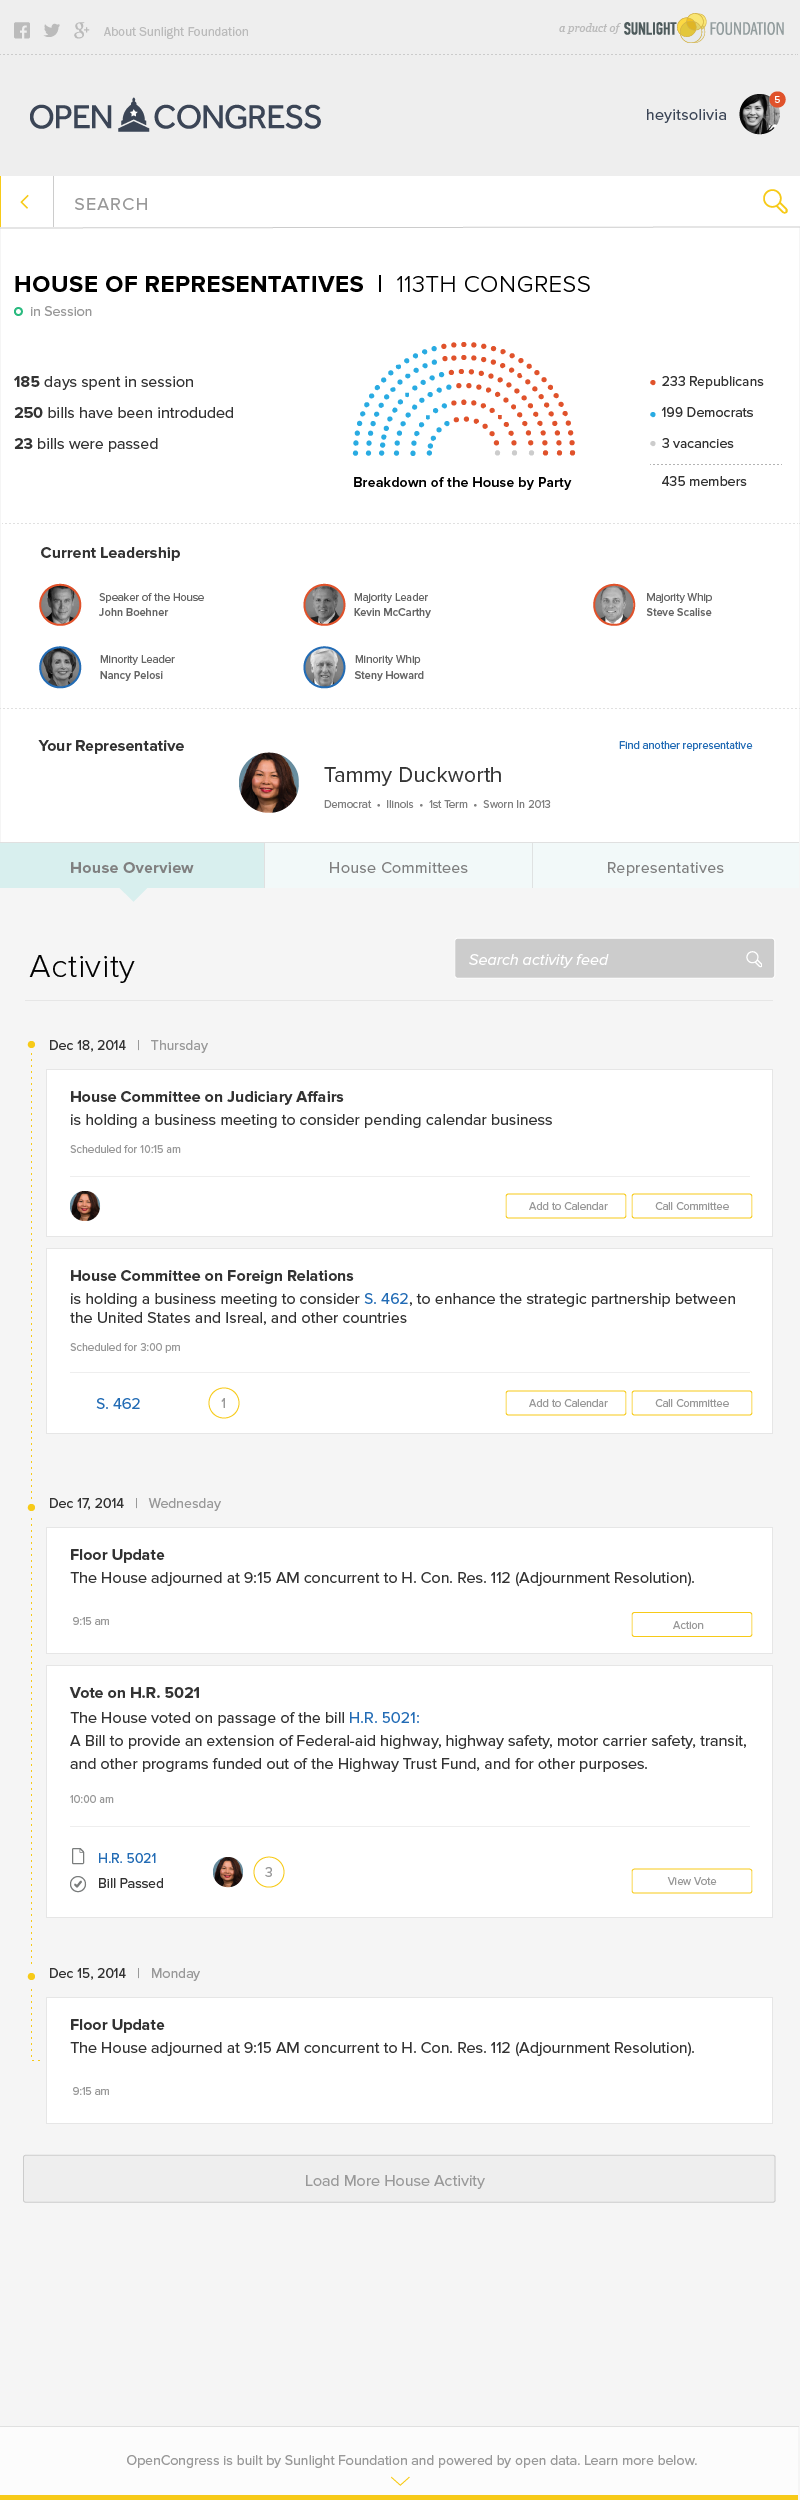 About Sunlight Foundation
a product of SUNLIGHT FOUNDATION
OPEN CONGRESS
heyitsolivia
5
SEARCH
HOUSE OF REPRESENTATIVES | 113TH CONGRESS
in Session
185 days spent in session
250 bills have been introduded
23 bills were passed
Breakdown of the House by Party
233 Republicans
199 Democrats
3 vacancies
435 members
Current Leadership
Speaker of the House
John Boehner
Majority Leader
Kevin McCarthy
Majority Whip
Steve Scalise
Minority Leader
Nancy Pelosi
Minority Whip
Steny Howard
Your Representative
Find another representative
Tammy Duckworth
Democrat • Illinois • 1st Term • Sworn In 2013
House Overview
House Committees
Representatives
Activity
Search activity feed
Dec 18, 2014 | Thursday
House Committee on Judiciary Affairs
is holding a business meeting to consider pending calendar business
Scheduled for 10:15 am
Add to Calendar
Call Committee
House Committee on Foreign Relations
is holding a business meeting to consider S. 462, to enhance the strategic partnership between
the United States and Isreal, and other countries
Scheduled for 3:00 pm
S. 462
1
Add to Calendar
Call Committee
Dec 17, 2014 | Wednesday
Floor Update
The House adjourned at 9:15 AM concurrent to H. Con. Res. 112 (Adjournment Resolution).
9:15 am
Action
Vote on H.R. 5021
The House voted on passage of the bill H.R. 5021:
A Bill to provide an extension of Federal-aid highway, highway safety, motor carrier safety, transit,
and other programs funded out of the Highway Trust Fund, and for other purposes.
10:00 am
H.R. 5021
Bill Passed
3
View Vote
Dec 15, 2014 | Monday
Floor Update
The House adjourned at 9:15 AM concurrent to H. Con. Res. 112 (Adjournment Resolution).
9:15 am
Load More House Activity
OpenCongress is built by Sunlight Foundation and powered by open data. Learn more below.